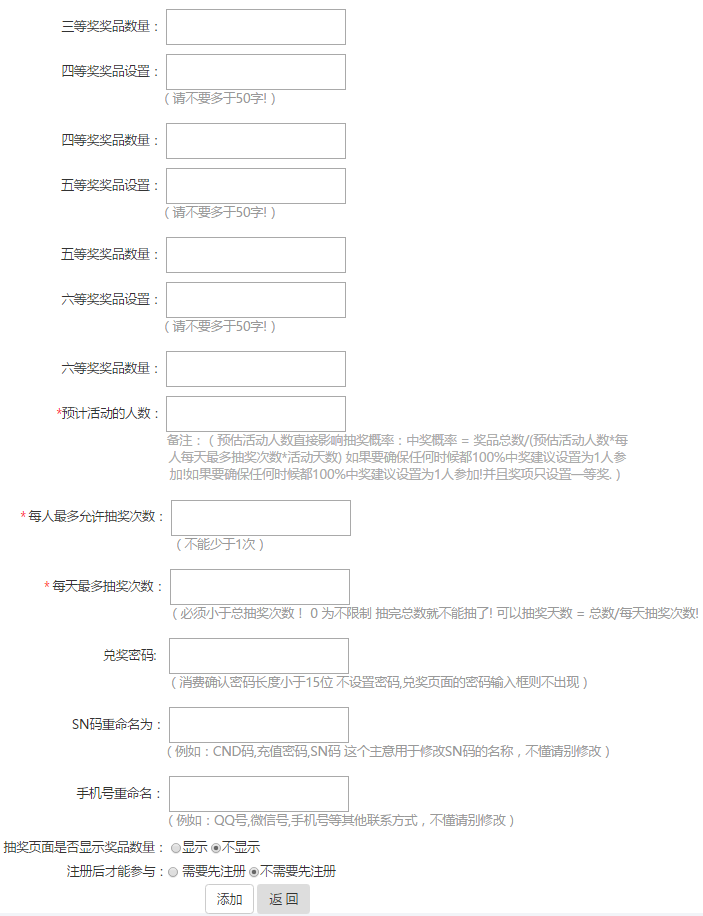 三等奖奖品数量：
四等奖奖品设置：
（请不要多于50字!）
四等奖奖品数量：
五等奖奖品设置：
（请不要多于50字!）
五等奖奖品数量：
六等奖奖品设置：
（请不要多于50字!）
六等奖奖品数量：
*预计活动的人数：
备注：（预估活动人数直接影响抽奖概率：中奖概率 = 奖品总数/(预估活动人数*每
人每天最多抽奖次数*活动天数) 如果要确保任何时候都100%中奖建议设置为1人参
加!如果要确保任何时候都100%中奖建议设置为1人参加!并且奖项只设置一等奖.）
* 每人最多允许抽奖次数：
（不能少于1次）
* 每天最多抽奖次数：
（必须小于总抽奖次数！ 0 为不限制 抽完总数就不能抽了! 可以抽奖天数 = 总数/每天抽奖次数!
兑奖密码:
（消费确认密码长度小于15位 不设置密码,兑奖页面的密码输入框则不出现）
SN码重命名为：
（例如：CND码,充值密码,SN码 这个主意用于修改SN码的名称，不懂请别修改）
手机号重命名：
（例如：QQ号,微信号,手机号等其他联系方式，不懂请别修改）
抽奖页面是否显示奖品数量： 显示 不显示
注册后才能参与： 需要先注册 不需要先注册
添加 返 回